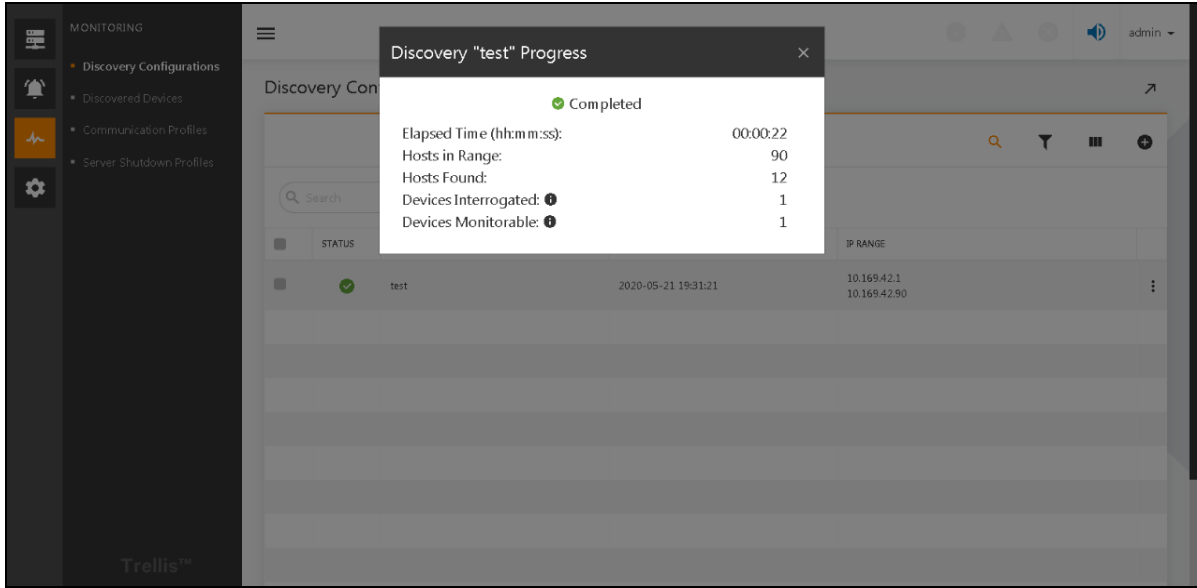 MONITORING
Discovery Configurations
Discovered Devices
Communication Profiles
Server Shutdown Profiles
Trellis™
admin
Discovery Con
Discovery "test" Progress
Completed
Elapsed Time (hh:mm:ss): 00:00:22
Hosts in Range: 90
Hosts Found: 12
Devices Interrogated: 1
Devices Monitorable: 1
Search
STATUS IP RANGE
test 2020-05-21 19:31:21 10.169.42.1
10.169.42.90